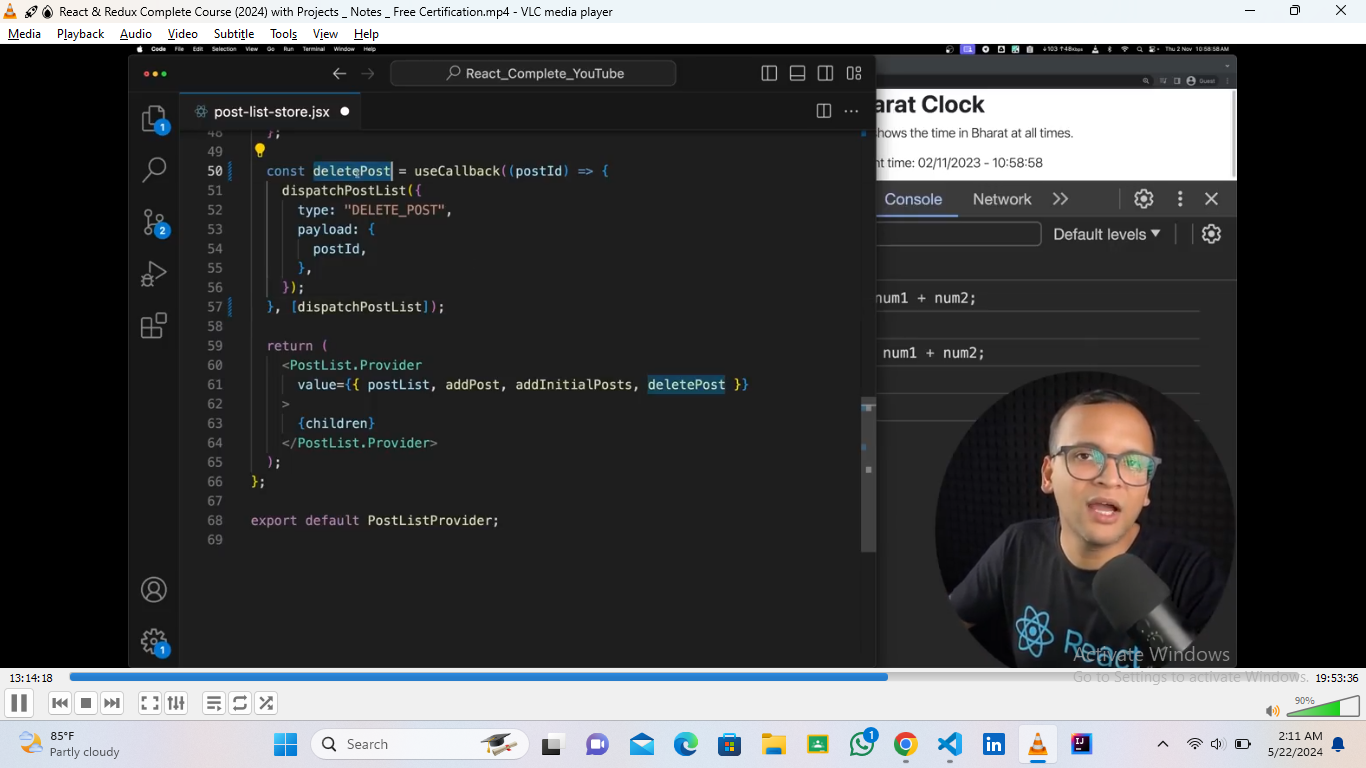 React & Redux Complete Course (2024) with Projects _ Notes _ Free Certification.mp4 - VLC media player
Media Playback Audio Video Subtitle Tools View Help
Code File Edit Selection View Go Run Terminal Window Help
Thu 2 Nov 10:58:58 AM
React_Complete_YouTube
Guest
post-list-store.jsx
arat Clock
shows the time in Bharat at all times.
nt time: 02/11/2023 - 10:58:58
Console Network
Default levels
num1 + num2;
num1 + num2;
48 };
49
50 const deletePost = useCallback((postId) => {
51 dispatchPostList({
52 type: "DELETE_POST",
53 payload: {
54 postId,
55 },
56 });
57 }, [dispatchPostList]);
58
59 return (
60 <PostList.Provider
61 value={{ postList, addPost, addInitialPosts, deletePost }}
62 >
63 {children}
64 </PostList.Provider>
65 );
66 };
67
68 export default PostListProvider;
69
1
2
1
React
Activate Windows
Go to Settings to activate Windows.
13:14:18
19:53:36
90%
85°F
Partly cloudy
Search
1
2:11 AM
5/22/2024